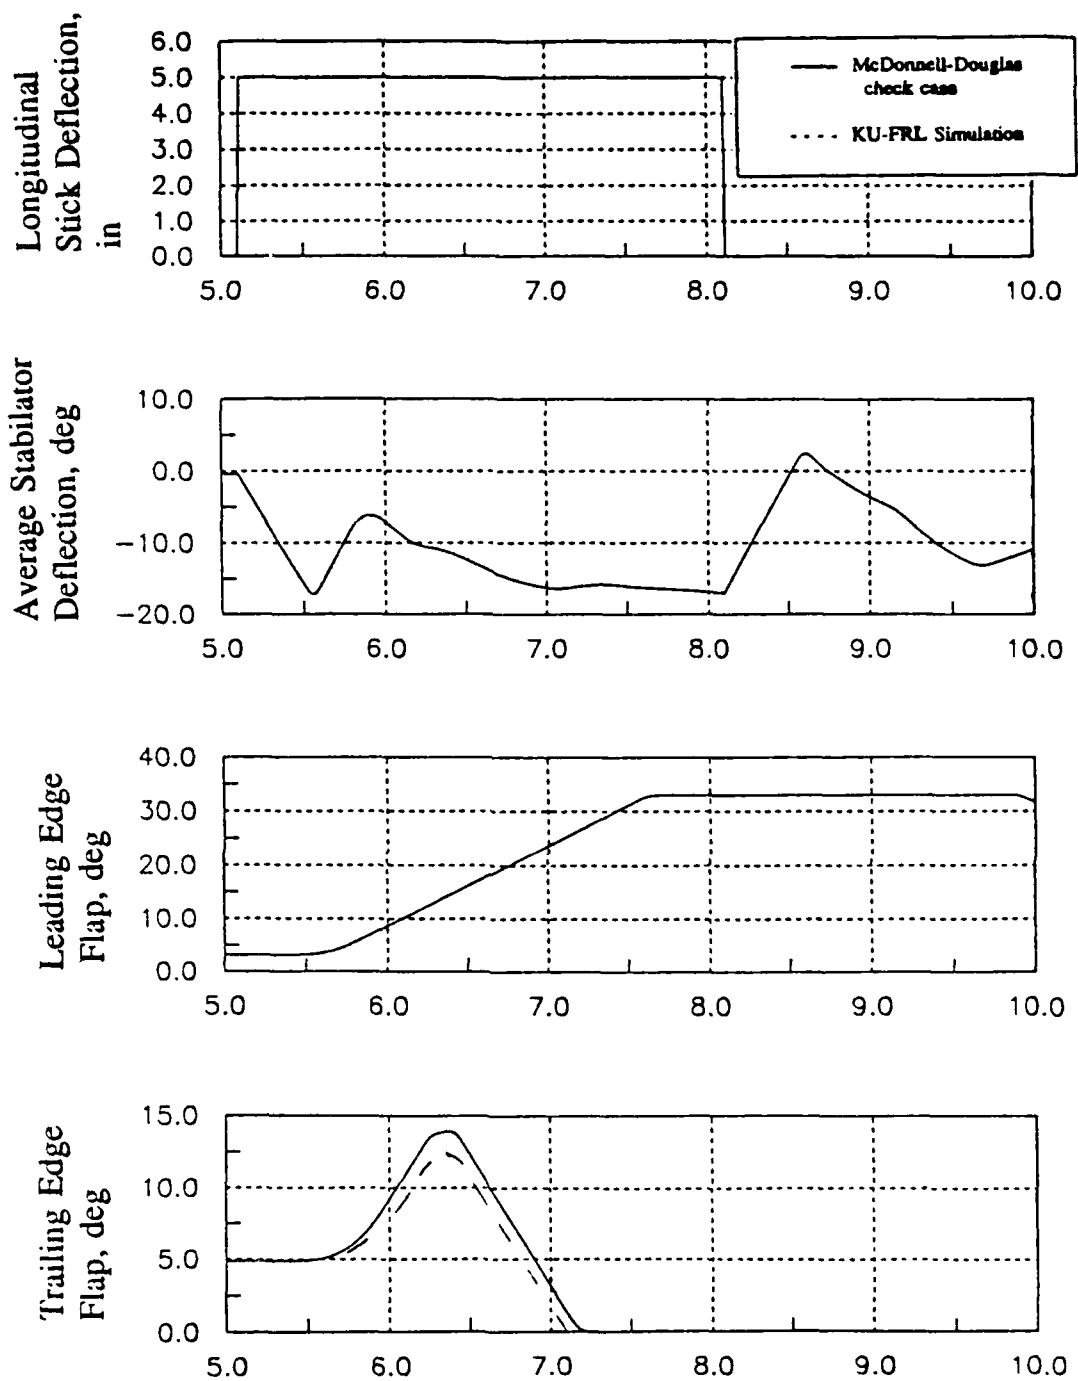 Longitudinal
Stick Deflection,
in
6.0
5.0
4.0
3.0
2.0
1.0
0.0
5.0 6.0 7.0 8.0 9.0 10.0
McDonnell-Douglas
check case
KU-FRL Simulation
Average Stabilator
Deflection, deg
10.0
0.0
-10.0
-20.0
5.0 6.0 7.0 8.0 9.0 10.0
Leading Edge
Flap, deg
40.0
30.0
20.0
10.0
0.0
5.0 6.0 7.0 8.0 9.0 10.0
Trailing Edge
Flap, deg
15.0
10.0
5.0
0.0
5.0 6.0 7.0 8.0 9.0 10.0